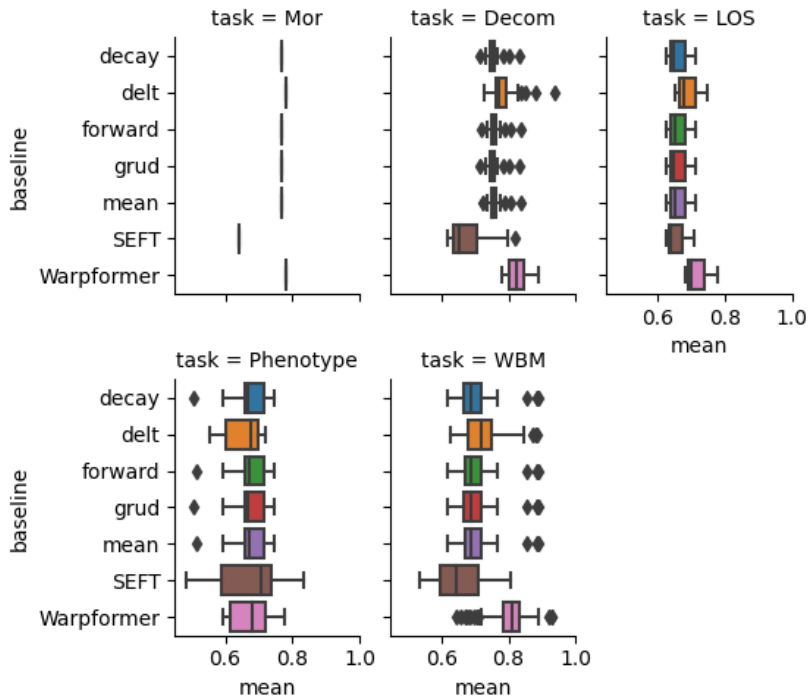 task = Mor
task = Decom
task = LOS
baseline
decay
delt
forward
grud
mean
SEFT
Warpformer
0.6 0.8 1.0
mean
task = Phenotype
task = WBM
baseline
decay
delt
forward
grud
mean
SEFT
Warpformer
0.6 0.8 1.0
mean
0.6 0.8 1.0
mean